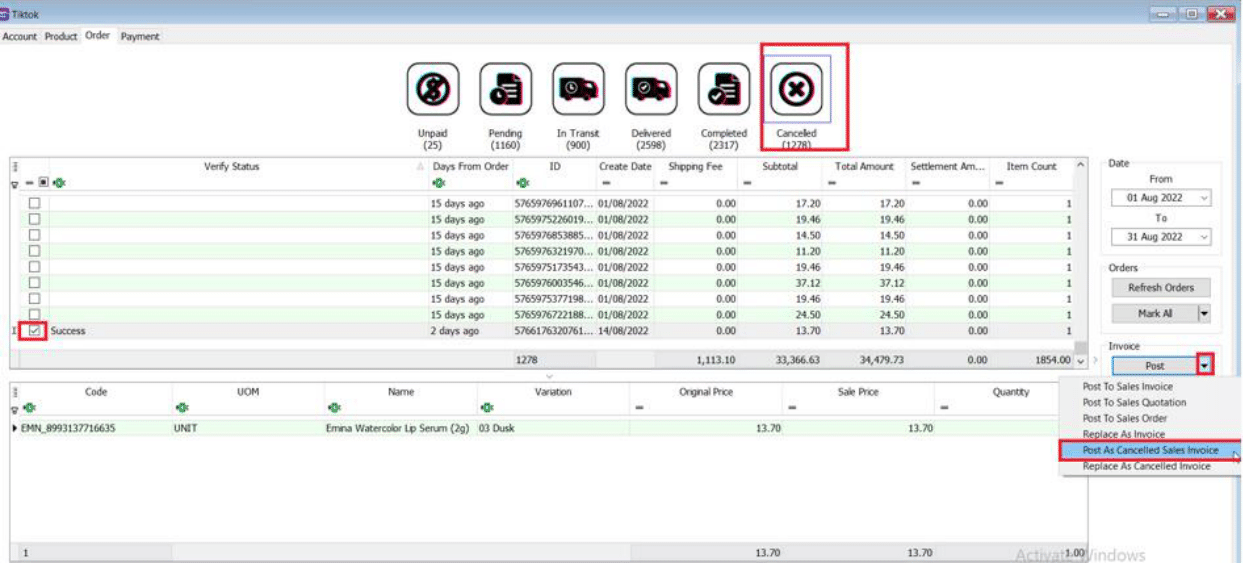 Tiktok
Account Product Order Payment
Unpaid Pending In Transit Delivered Completed Cancelled
(25) (1160) (900) (2598) (2317) (1278)
Verify Status Days From Order ID Create Date Shipping Fee Subtotal Total Amount Settlement Am... Item Count
15 days ago 5765976961107... 01/08/2022 0.00 17.20 17.20 0.00 1
15 days ago 5765975226019... 01/08/2022 0.00 19.46 19.46 0.00 1
15 days ago 5765976853885... 01/08/2022 0.00 14.50 14.50 0.00 1
15 days ago 5765976321970... 01/08/2022 0.00 11.20 11.20 0.00 1
15 days ago 5765975173543... 01/08/2022 0.00 19.46 19.46 0.00 1
15 days ago 5765976003546... 01/08/2022 0.00 37.12 37.12 0.00 1
15 days ago 5765975377198... 01/08/2022 0.00 19.46 19.46 0.00 1
15 days ago 5765976722188... 01/08/2022 0.00 24.50 24.50 0.00 1
Success 2 days ago 5766176320761... 14/08/2022 0.00 13.70 13.70 0.00 1
1278 1,113.10 33,366.63 34,479.73 0.00 1854.00
Date
From
01 Aug 2022
To
31 Aug 2022
Orders
Refresh Orders
Mark All
Invoice
Post
Post To Sales Invoice
Post To Sales Quotation
Post To Sales Order
Replace As Invoice
Post As Cancelled Sales Invoice
Replace As Cancelled Invoice
Code UOM Name Variation Original Price Sale Price Quantity
EMN_8993137716635 UNIT Emina Watercolor Lip Serum (2g) 03 Dusk 13.70 13.70
1 13.70 13.70 1.00
Activate Windows